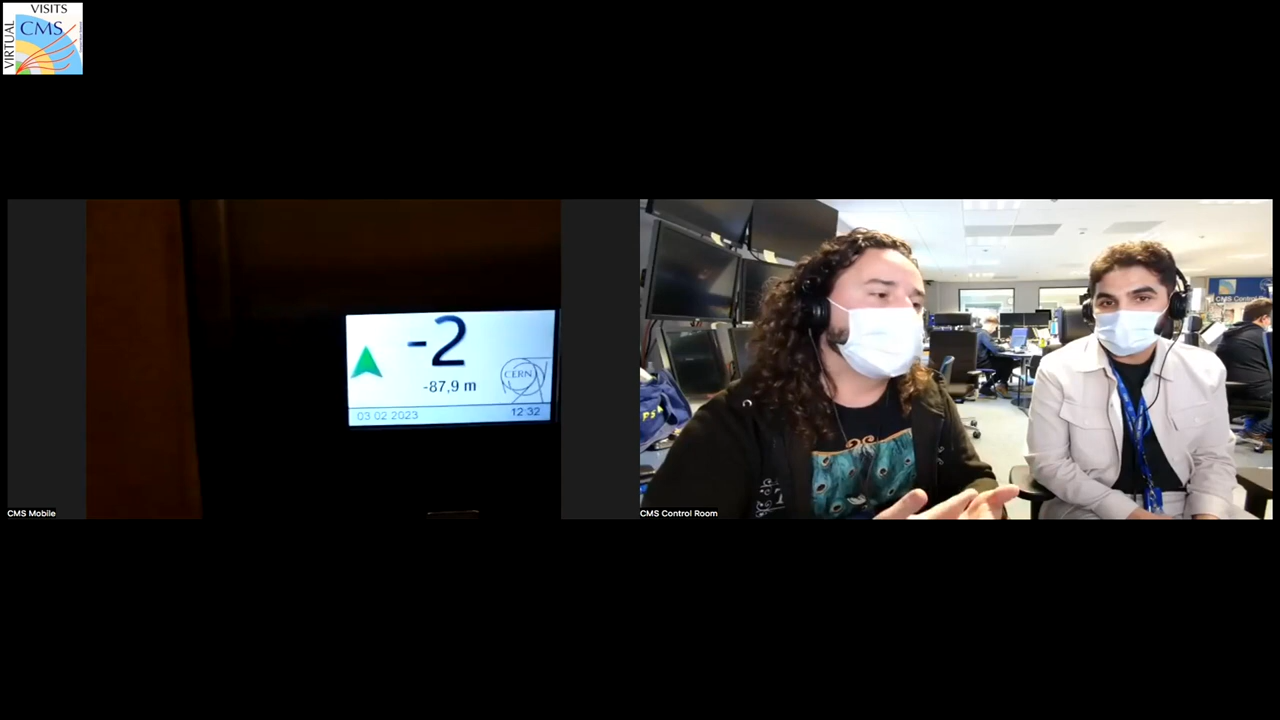 VISITS
CMS
VIRTUAL
-2
-87,9 m
CERN
03 02 2023
12:32
CMS Mobile
CMS Control Room